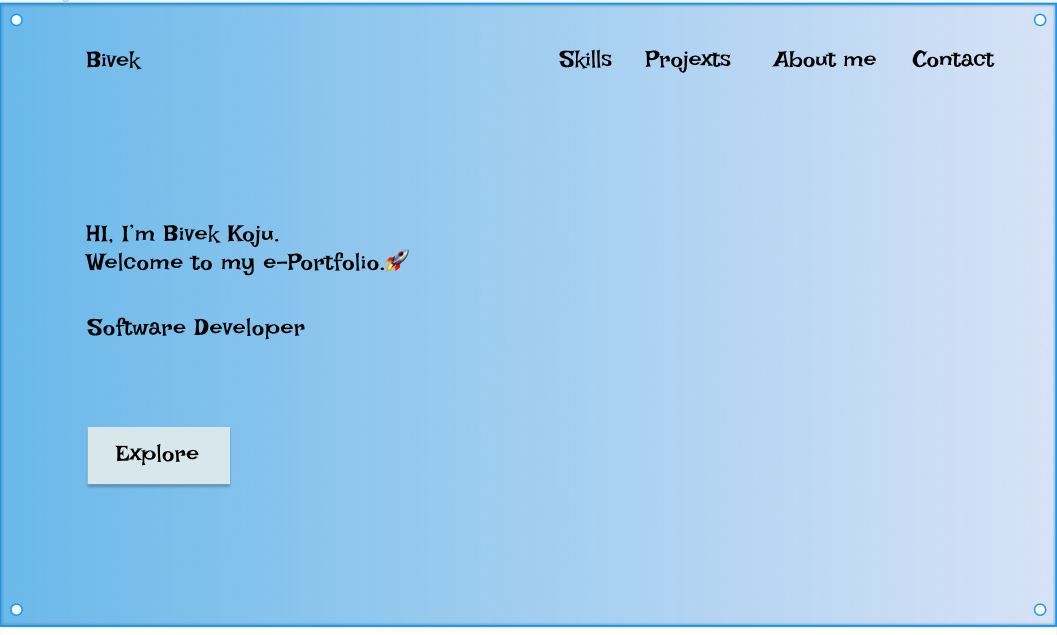 Bivek
Skills Projexts About me Contact
HI, I'm Bivek Koju.
Welcome to my e-Portfolio.🚀
Software Developer
Explore